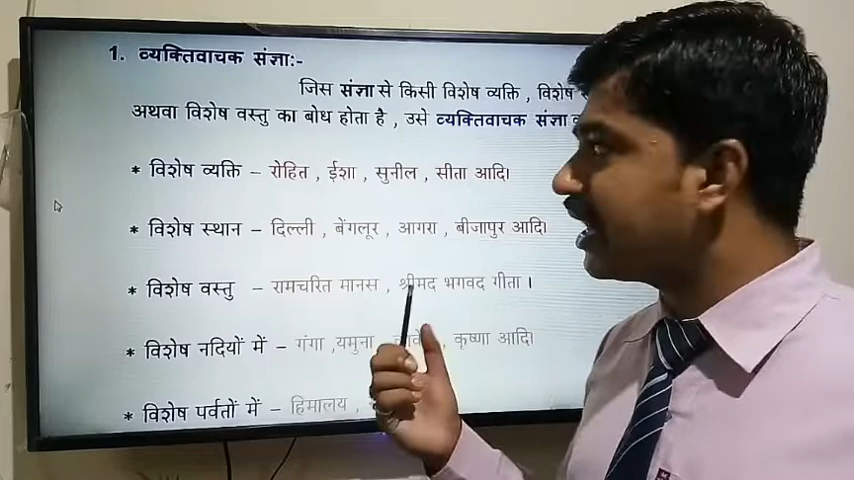 1. व्यक्तिवाचक संज्ञा:-
जिस संज्ञा से किसी विशेष व्यक्ति , विशेष
अथवा विशेष वस्तु का बोध होता है , उसे व्यक्तिवाचक संज्ञा
* विशेष व्यक्ति – रोहित , ईशा , सुनील , सीता आदि।
* विशेष स्थान – दिल्ली , बेंगलूर , आगरा , बीजापुर आदि।
* विशेष वस्तु – रामचरित मानस , श्रीमद भगवद गीता ।
* विशेष नदियों में – गंगा ,यमुना , कृष्णा आदि।
* विशेष पर्वतों में – हिमालय ,